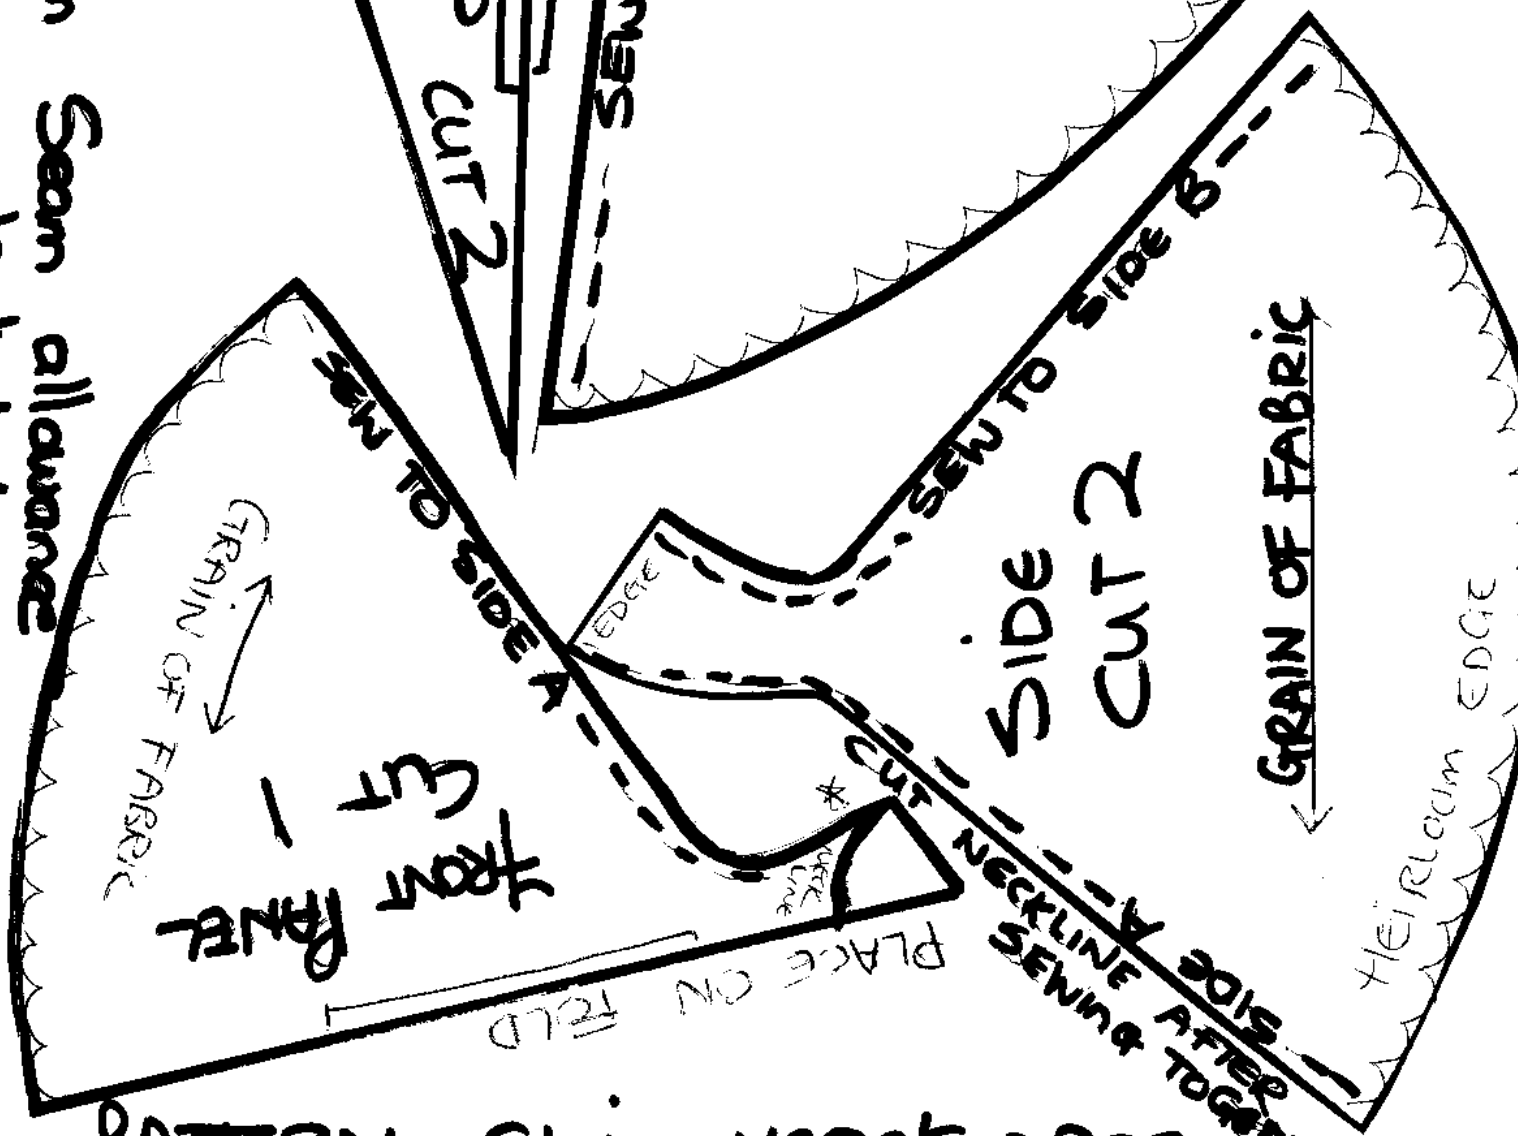 Seam allawance
CUT 2
SEW
SEW TO SIDE B
GRAIN OF FABRIC
SIDE
CUT 2
HEIRLOOM EDGE
EDGE
SEW TO SIDE A
GRAIN OF FABRIC
FRONT PANEL
CUT
1
NECK
LINE
*
PLACE ON FOLD
SIDE A
CUT NECKLINE AFTER
SEWING TOGE